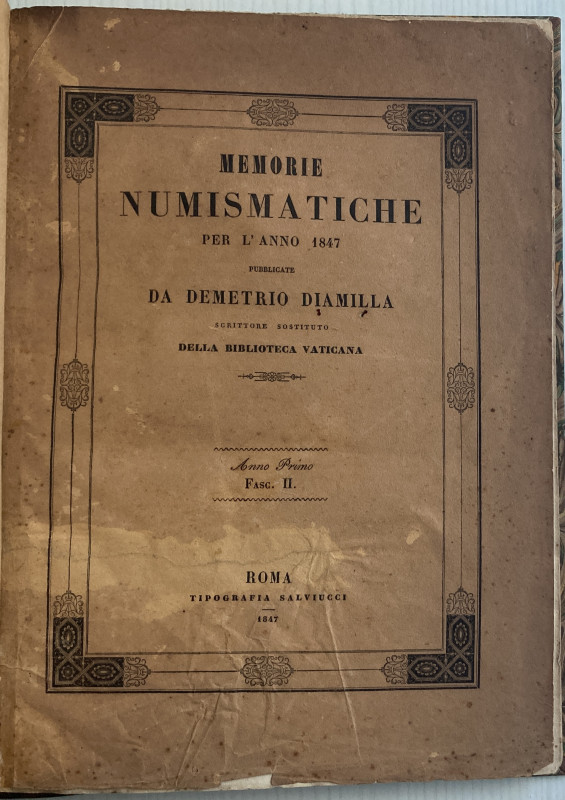 MEMORIE
NUMISMATICHE
PER L'ANNO 1847
PUBBLICATE
DA DEMETRIO DIAMILLA
SCRITTORE SOSTITUTO
DELLA BIBLIOTECA VATICANA
Anno Primo
FASC. II.
ROMA
TIPOGRAFIA SALVIUCCI
1847